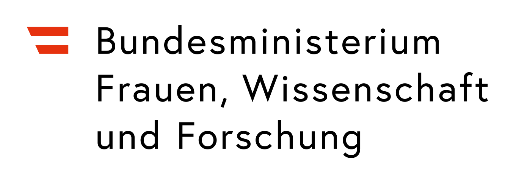 Bundesministerium
Frauen, Wissenschaft
und Forschung